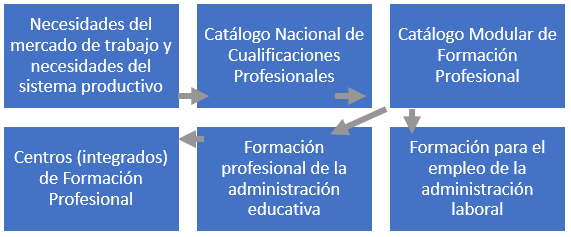 Necesidades del
mercado de trabajo y
necesidades del
sistema productivo
Catálogo Nacional de
Cualificaciones
Profesionales
Catálogo Modular de
Formación
Profesional
Centros (integrados)
de Formación
Profesional
Formación
profesional de la
administración
educativa
Formación para el
empleo de la
administración
laboral